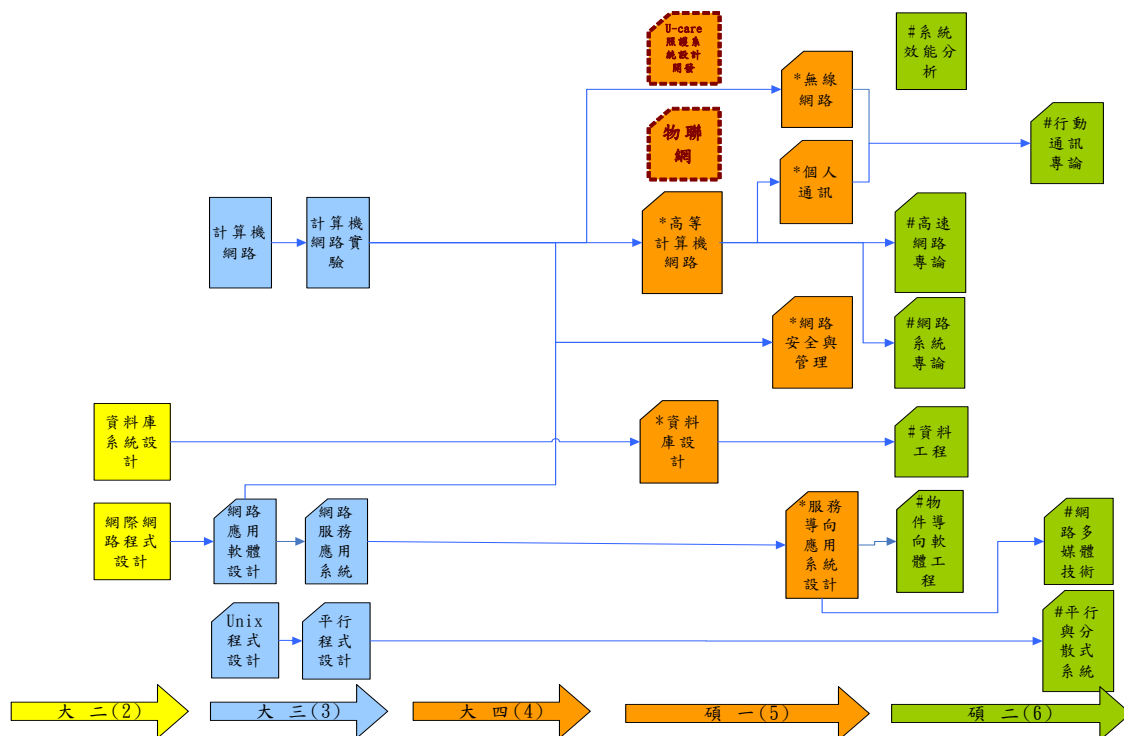 U-care
照護系
統設計
開發
#系統
效能分
析
*無線
網路
物聯
網
#行動
通訊
專論
*個人
通訊
計算機
網路
計算機
網路實
驗
*高等
計算機
網路
#高速
網路
專論
*網路
安全與
管理
#網路
系統
專論
資料庫
系統設
計
*資料
庫設
計
#資料
工程
網際網
路程式
設計
網路
應用
軟體
設計
網路
服務
應用
系統
*服務
導向
應用
系統
設計
#物
件導
向軟
體工
程
#網
路多
媒體
技術
Unix
程式
設計
平行
程式
設計
#平行
與分
散式
系統
大 二(2)
大 三(3)
大 四(4)
碩 一(5)
碩 二(6)